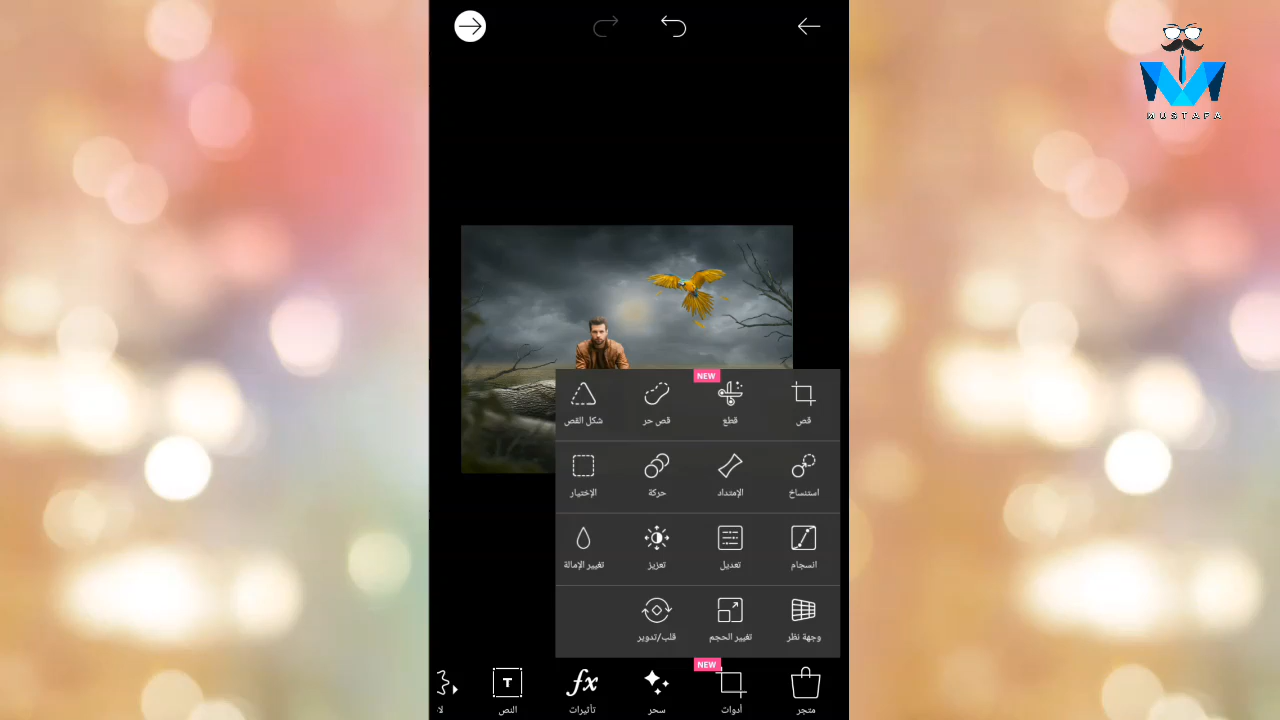 MUSTAFA
NEW
قص
قطع
قص حر
شكل القص
استنساخ
الإمتداد
حركة
الإختيار
انسجام
تعديل
تعزيز
تغيير الإمالة
وجهة نظر
تغيير الحجم
قلب/تدوير
NEW
متجر
أدوات
سحر
fx
تأثيرات
T
النص